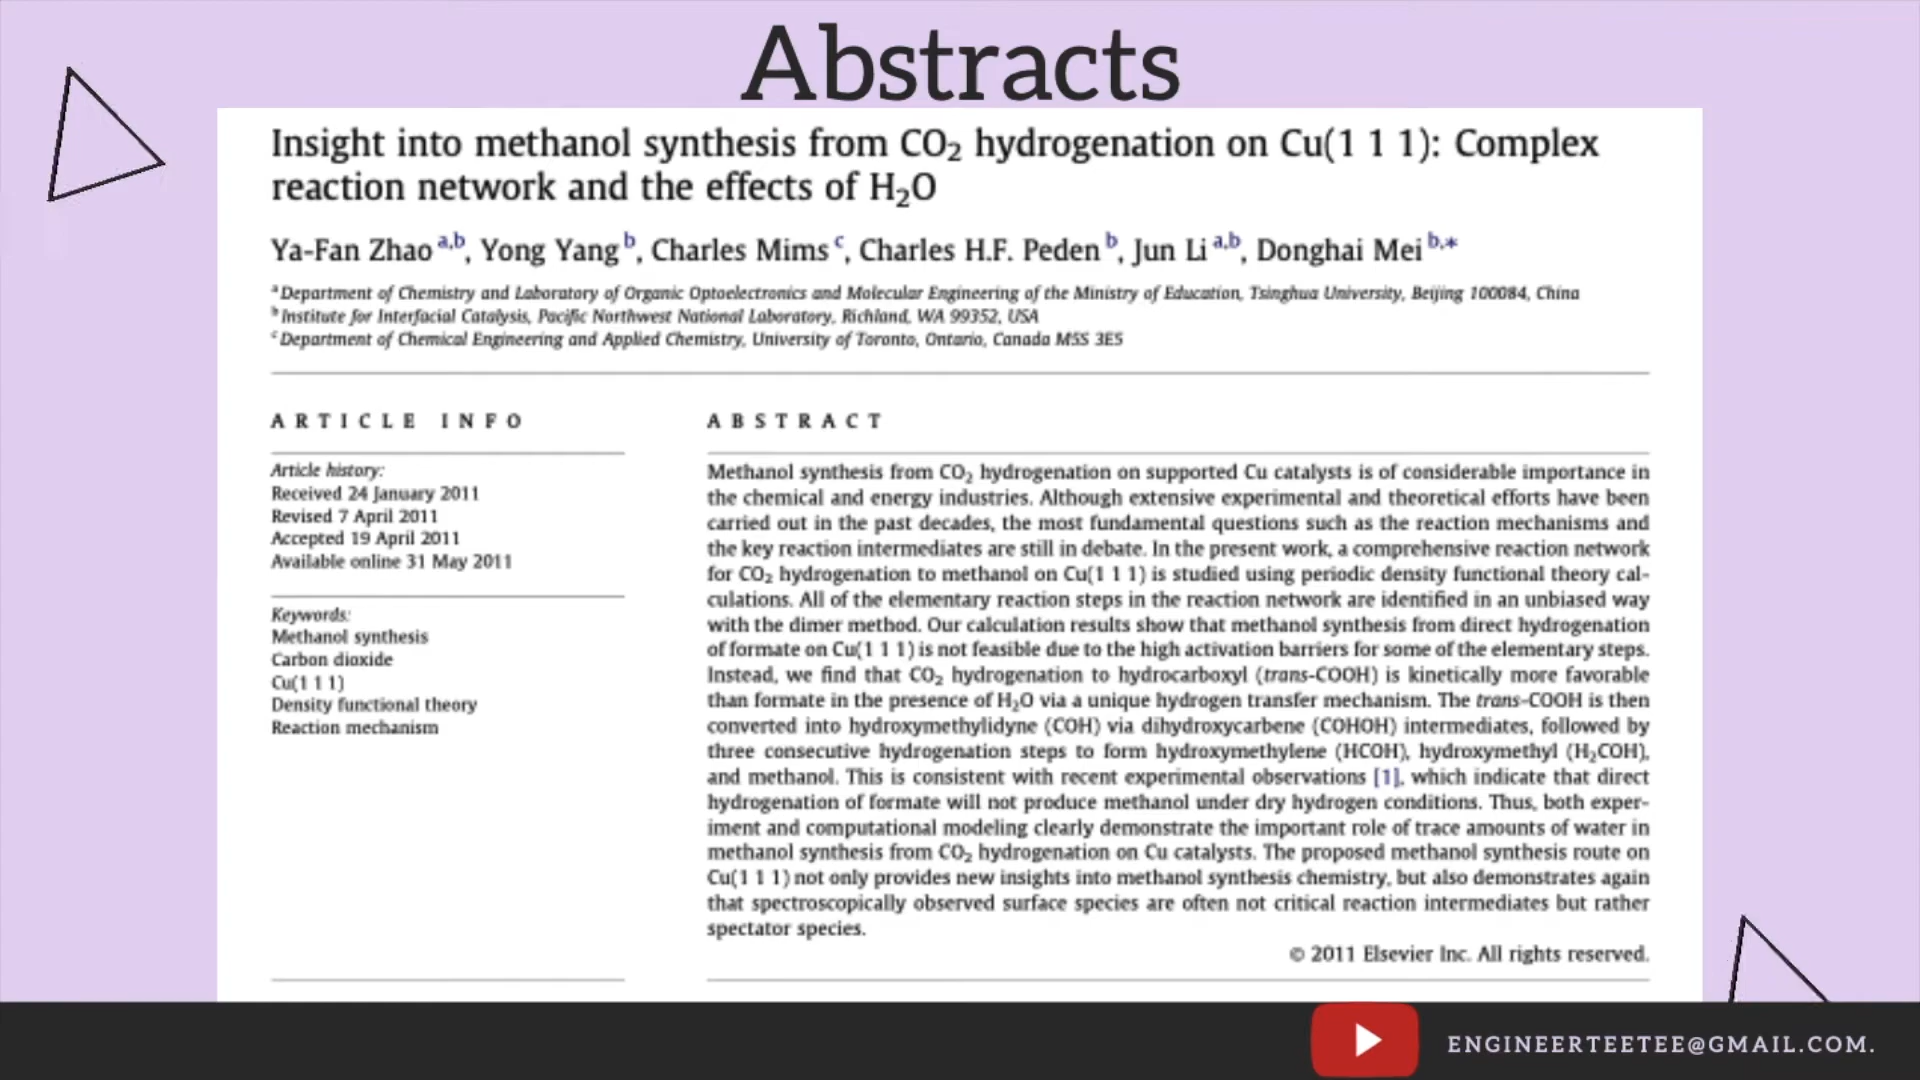 Abstracts
Insight into methanol synthesis from CO₂ hydrogenation on Cu(1 1 1): Complex
reaction network and the effects of H₂O
Ya-Fan Zhao a,b, Yong Yang b, Charles Mims c, Charles H.F. Peden b, Jun Li a,b, Donghai Mei b,*
a Department of Chemistry and Laboratory of Organic Optoelectronics and Molecular Engineering of the Ministry of Education, Tsinghua University, Beijing 100084, China
b Institute for Interfacial Catalysis, Pacific Northwest National Laboratory, Richland, WA 99352, USA
c Department of Chemical Engineering and Applied Chemistry, University of Toronto, Ontario, Canada M5S 3E5
ARTICLE INFO
Article history:
Received 24 January 2011
Revised 7 April 2011
Accepted 19 April 2011
Available online 31 May 2011
Keywords:
Methanol synthesis
Carbon dioxide
Cu(1 1 1)
Density functional theory
Reaction mechanism
ABSTRACT
Methanol synthesis from CO₂ hydrogenation on supported Cu catalysts is of considerable importance in
the chemical and energy industries. Although extensive experimental and theoretical efforts have been
carried out in the past decades, the most fundamental questions such as the reaction mechanisms and
the key reaction intermediates are still in debate. In the present work, a comprehensive reaction network
for CO₂ hydrogenation to methanol on Cu(1 1 1) is studied using periodic density functional theory cal-
culations. All of the elementary reaction steps in the reaction network are identified in an unbiased way
with the dimer method. Our calculation results show that methanol synthesis from direct hydrogenation
of formate on Cu(1 1 1) is not feasible due to the high activation barriers for some of the elementary steps.
Instead, we find that CO₂ hydrogenation to hydrocarboxyl (trans-COOH) is kinetically more favorable
than formate in the presence of H₂O via a unique hydrogen transfer mechanism. The trans-COOH is then
converted into hydroxymethylidyne (COH) via dihydroxycarbene (COHOH) intermediates, followed by
three consecutive hydrogenation steps to form hydroxymethylene (HCOH), hydroxymethyl (H₂COH),
and methanol. This is consistent with recent experimental observations [1], which indicate that direct
hydrogenation of formate will not produce methanol under dry hydrogen conditions. Thus, both exper-
iment and computational modeling clearly demonstrate the important role of trace amounts of water in
methanol synthesis from CO₂ hydrogenation on Cu catalysts. The proposed methanol synthesis route on
Cu(1 1 1) not only provides new insights into methanol synthesis chemistry, but also demonstrates again
that spectroscopically observed surface species are often not critical reaction intermediates but rather
spectator species.
© 2011 Elsevier Inc. All rights reserved.
ENGINEERTEETEE@GMAIL.COM.